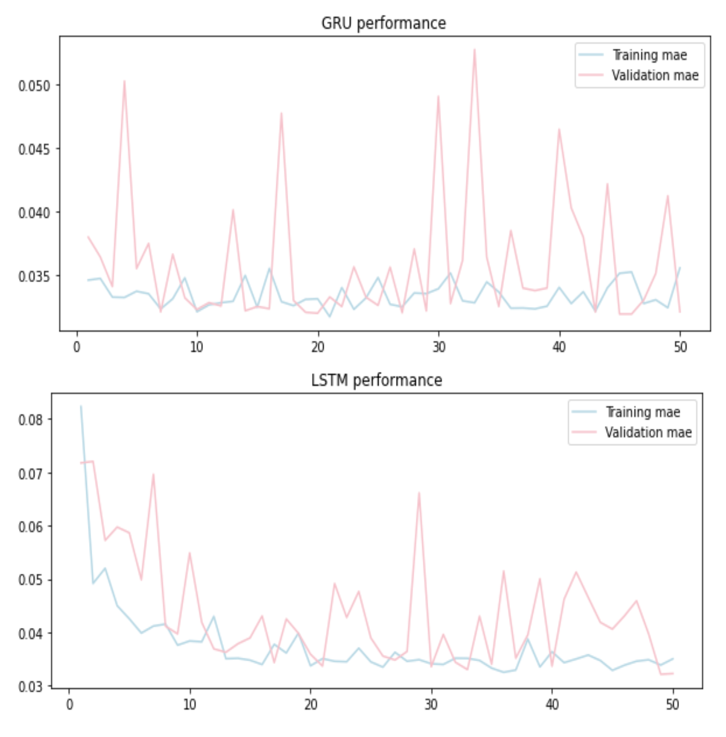 GRU performance
Training mae
Validation mae
0.050
0.045
0.040
0.035
0 10 20 30 40 50
LSTM performance
Training mae
Validation mae
0.08
0.07
0.06
0.05
0.04
0.03
0 10 20 30 40 50